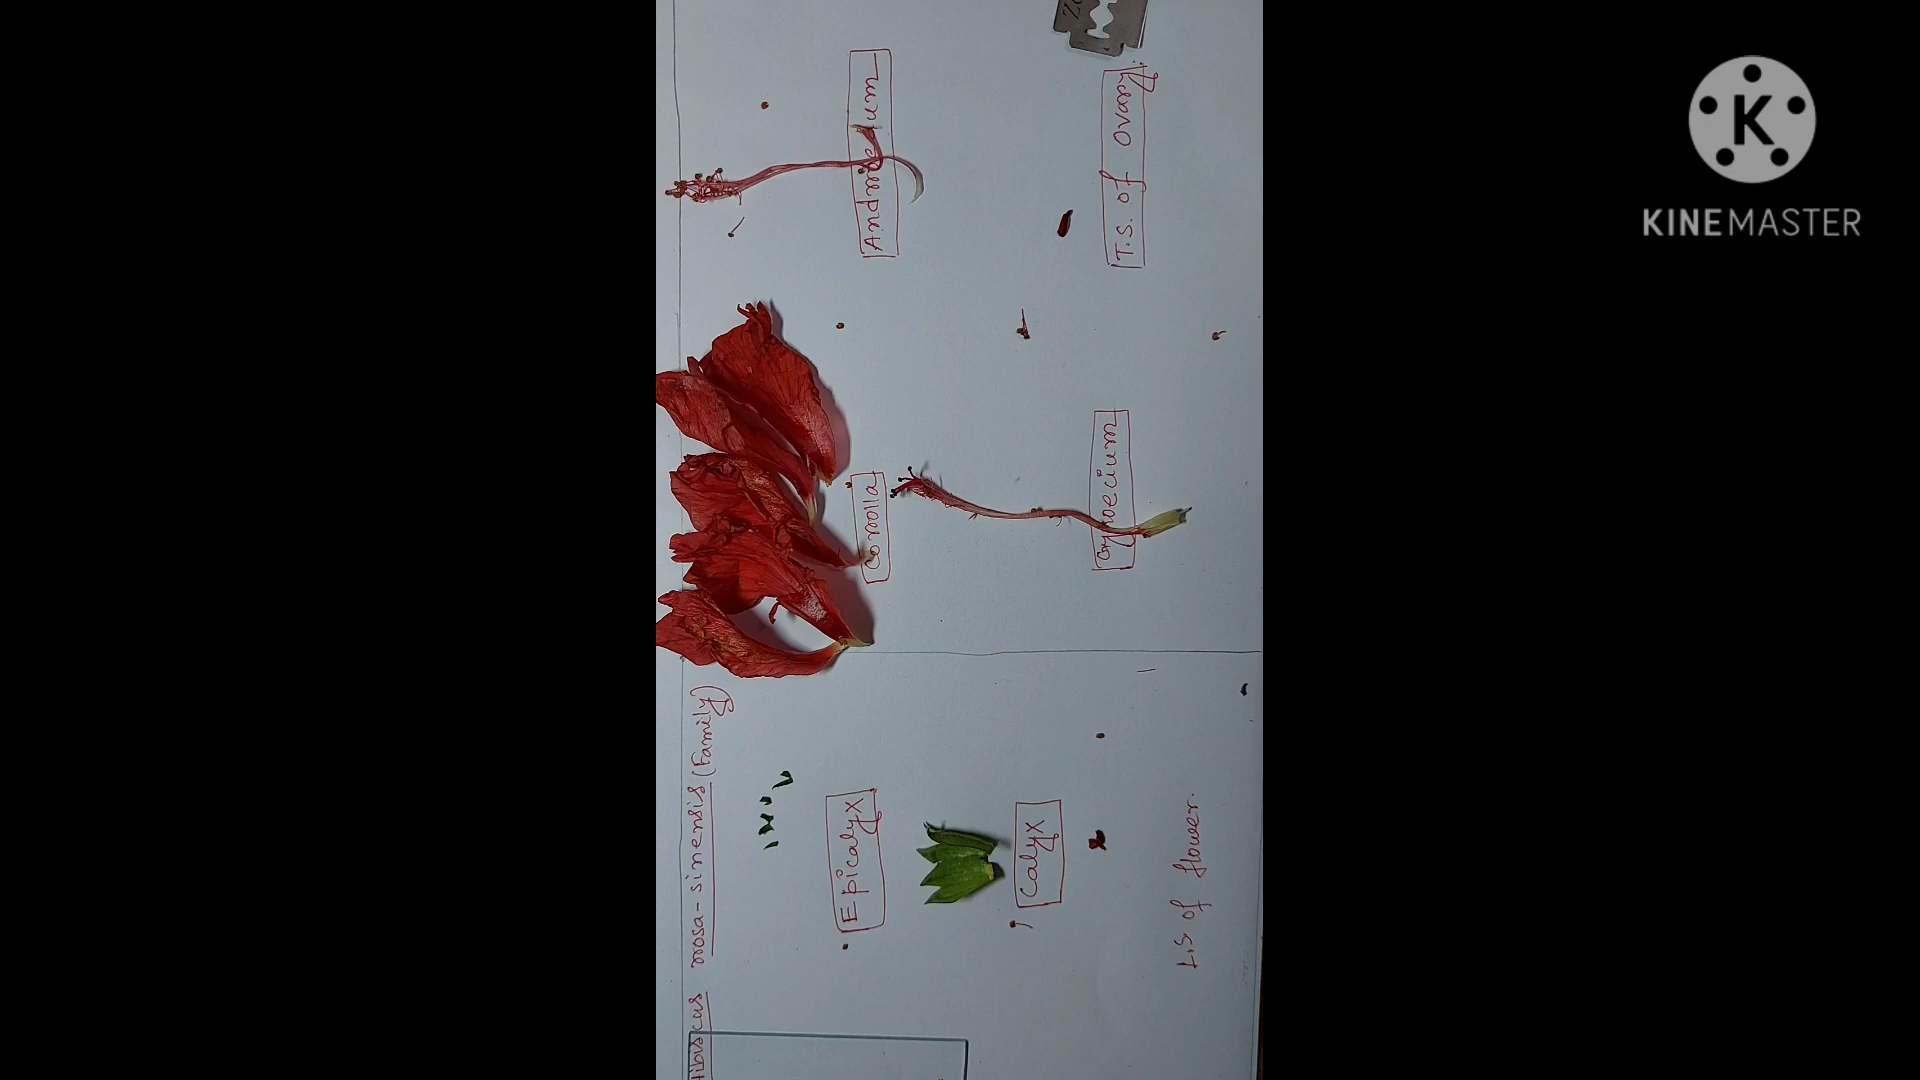 Hibiscus rosa-sinensis (Family)
Epicalyx
Calyx
L.S. of flower.
Corolla
Gynoecium
Androecium
T.S. of Ovary.
K
KINEMASTER